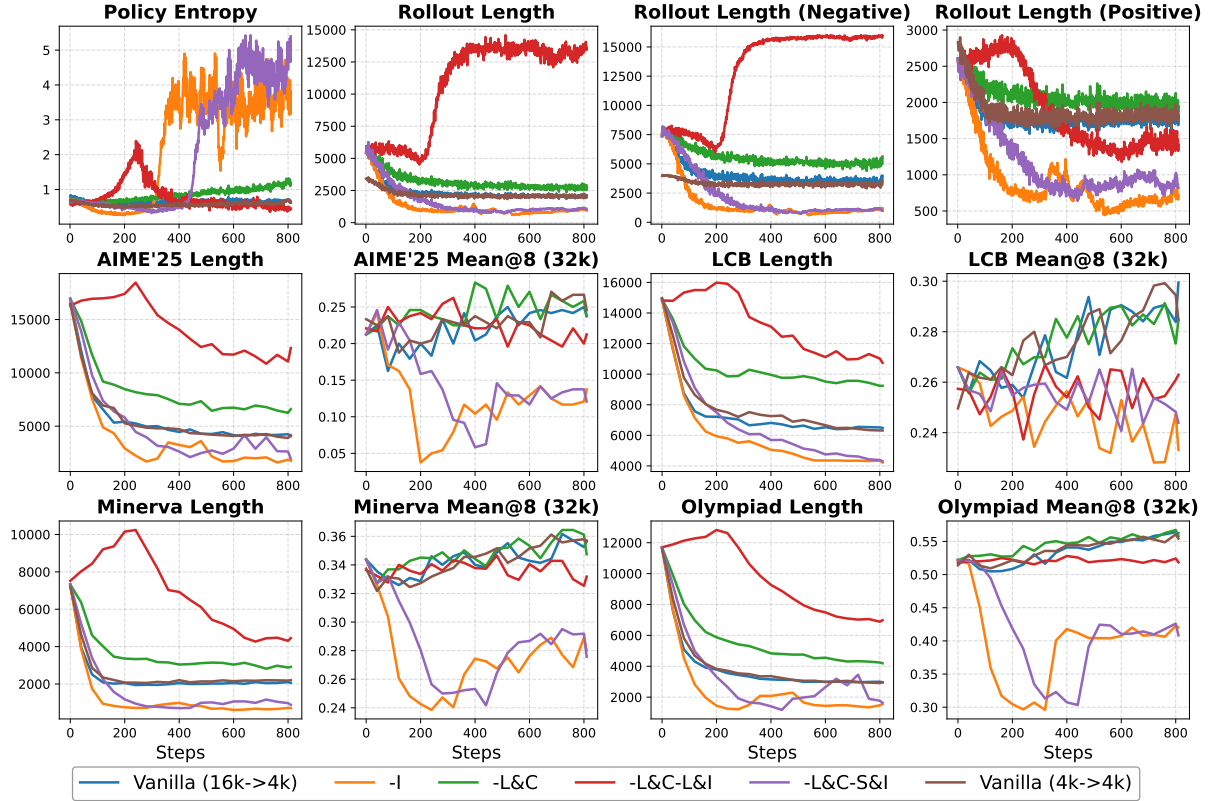 Policy Entropy
Rollout Length
Rollout Length (Negative)
Rollout Length (Positive)
5
4
3
2
1
0 200 400 600 800
15000
12500
10000
7500
5000
2500
0
0 200 400 600 800
15000
12500
10000
7500
5000
2500
0
0 200 400 600 800
3000
2500
2000
1500
1000
500
0 200 400 600 800
AIME'25 Length
AIME'25 Mean@8 (32k)
LCB Length
LCB Mean@8 (32k)
15000
10000
5000
0 200 400 600 800
0.25
0.20
0.15
0.10
0.05
0 200 400 600 800
16000
14000
12000
10000
8000
6000
4000
0 200 400 600 800
0.30
0.28
0.26
0.24
0 200 400 600 800
Minerva Length
Minerva Mean@8 (32k)
Olympiad Length
Olympiad Mean@8 (32k)
10000
8000
6000
4000
2000
0 200 400 600 800
Steps
0.36
0.34
0.32
0.30
0.28
0.26
0.24
0 200 400 600 800
Steps
12000
10000
8000
6000
4000
2000
0 200 400 600 800
Steps
0.55
0.50
0.45
0.40
0.35
0.30
0 200 400 600 800
Steps
Vanilla (16k->4k) -I -L&C -L&C-L&I -L&C-S&I Vanilla (4k->4k)